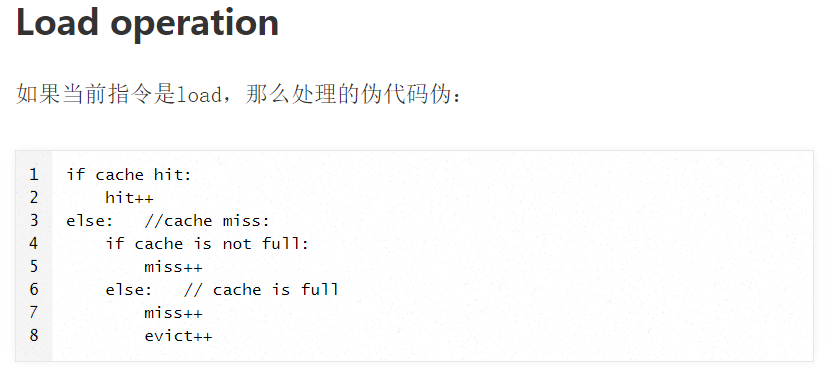 Load operation
如果当前指令是load，那么处理的伪代码伪：
1 if cache hit:
2     hit++
3 else:   //cache miss:
4     if cache is not full:
5         miss++
6     else:   // cache is full
7         miss++
8         evict++